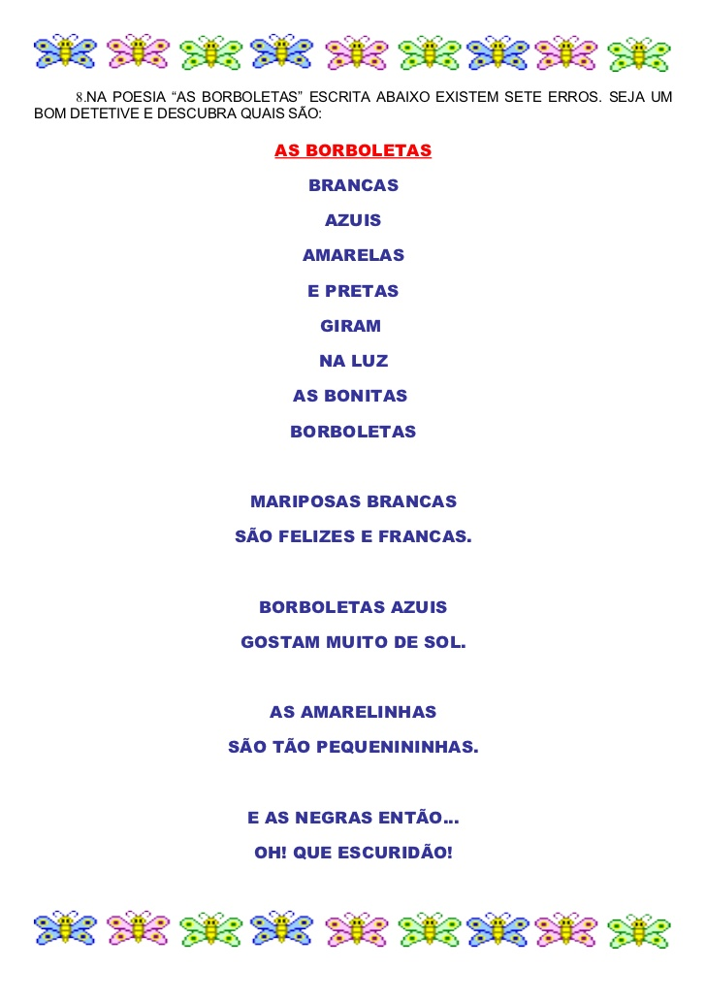 8.NA POESIA “AS BORBOLETAS” ESCRITA ABAIXO EXISTEM SETE ERROS. SEJA UM
BOM DETETIVE E DESCUBRA QUAIS SÃO:
AS BORBOLETAS
BRANCAS
AZUIS
AMARELAS
E PRETAS
GIRAM
NA LUZ
AS BONITAS
BORBOLETAS
MARIPOSAS BRANCAS
SÃO FELIZES E FRANCAS.
BORBOLETAS AZUIS
GOSTAM MUITO DE SOL.
AS AMARELINHAS
SÃO TÃO PEQUENININHAS.
E AS NEGRAS ENTÃO...
OH! QUE ESCURIDÃO!